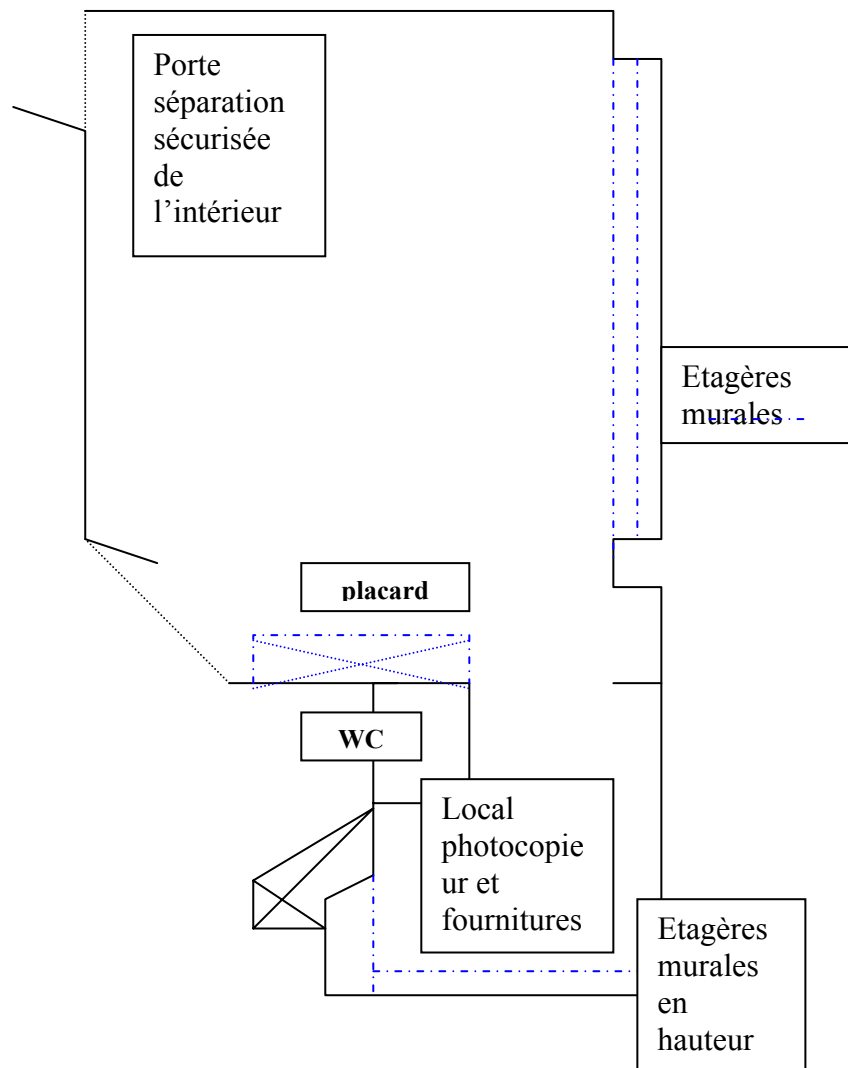 Porte
séparation
sécurisée
de
l’intérieur
Etagères
murales
placard
WC
Local
photocopie
ur et
fournitures
Etagères
murales
en
hauteur